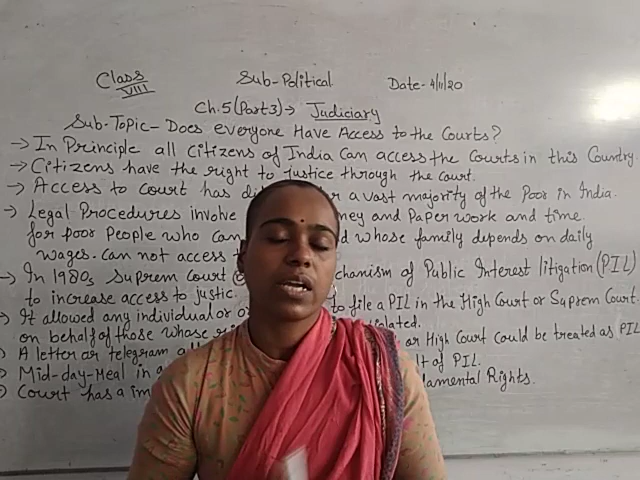 Class VIII Sub-Political Date-4/11/20
Ch.5 (Part 3) → Judiciary
Sub-Topic- Does everyone Have Access to the Courts?
→ In Principle all Citizens of India Can access the Courts in this Country.
→ Citizens have the right to justice through the court.
→ Access to court has a vast majority of the Poor in India.
→ Legal Procedures involve and Paper work and time.
for poor People who whose family depends on daily
wages. Can not access
→ In 1980s Suprem Court of Public Interest litigation (PIL)
to increase access to justic.
→ It allowed any individual or to file a PIL in the High Court or Suprem Court.
on behalf of those whose
→ A letter or telegram or High Court could be treated as PIL
→ Mid-day-Meal in of PIL.
→ Court has a Rights.